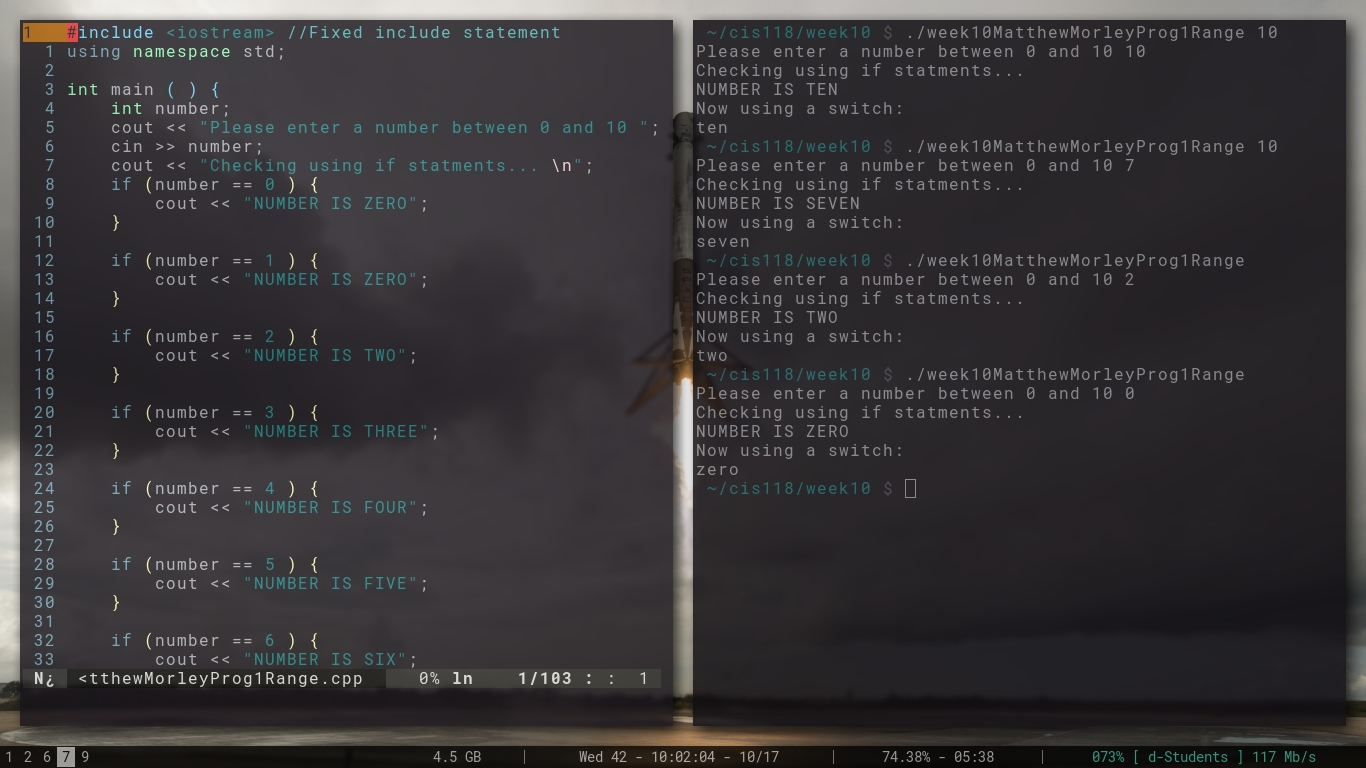 1   #include <iostream> //Fixed include statement
  1 using namespace std;
  2
  3 int main ( ) {
  4     int number;
  5     cout << "Please enter a number between 0 and 10 ";
  6     cin >> number;
  7     cout << "Checking using if statments... \n";
  8     if (number == 0 ) {
  9         cout << "NUMBER IS ZERO";
 10     }
 11
 12     if (number == 1 ) {
 13         cout << "NUMBER IS ZERO";
 14     }
 15
 16     if (number == 2 ) {
 17         cout << "NUMBER IS TWO";
 18     }
 19
 20     if (number == 3 ) {
 21         cout << "NUMBER IS THREE";
 22     }
 23
 24     if (number == 4 ) {
 25         cout << "NUMBER IS FOUR";
 26     }
 27
 28     if (number == 5 ) {
 29         cout << "NUMBER IS FIVE";
 30     }
 31
 32     if (number == 6 ) {
 33         cout << "NUMBER IS SIX";
N¿ <tthewMorleyProg1Range.cpp 0% ln 1/103 : : 1
~/cis118/week10 $ ./week10MatthewMorleyProg1Range 10
Please enter a number between 0 and 10 10
Checking using if statments...
NUMBER IS TEN
Now using a switch:
ten
~/cis118/week10 $ ./week10MatthewMorleyProg1Range 10
Please enter a number between 0 and 10 7
Checking using if statments...
NUMBER IS SEVEN
Now using a switch:
seven
~/cis118/week10 $ ./week10MatthewMorleyProg1Range
Please enter a number between 0 and 10 2
Checking using if statments...
NUMBER IS TWO
Now using a switch:
two
~/cis118/week10 $ ./week10MatthewMorleyProg1Range
Please enter a number between 0 and 10 0
Checking using if statments...
NUMBER IS ZERO
Now using a switch:
zero
~/cis118/week10 $
1 2 6 7 9 4.5 GB | Wed 42 - 10:02:04 - 10/17 | 74.38% - 05:38 | 073% [ d-Students ] 117 Mb/s